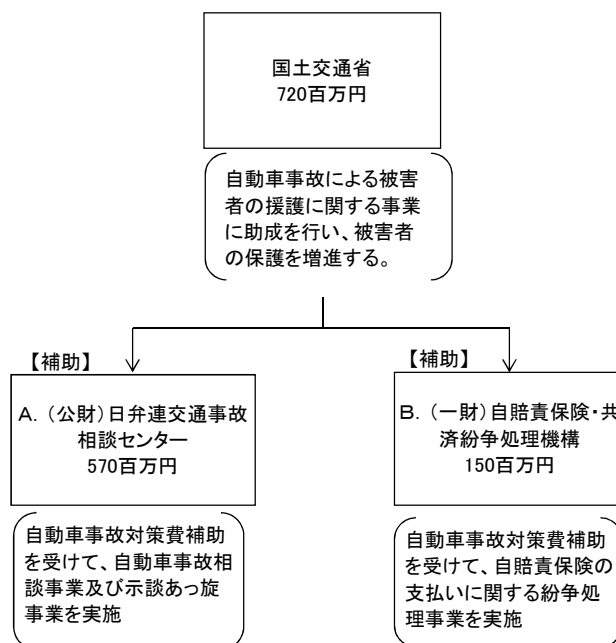 国土交通省
720百万円
自動車事故による被害
者の援護に関する事業
に助成を行い、被害者
の保護を増進する。
【補助】
A.（公財）日弁連交通事故
相談センター
570百万円
自動車事故対策費補助
を受けて、自動車事故相
談事業及び示談あっ旋
事業を実施
【補助】
B.（一財）自賠責保険・共
済紛争処理機構
150百万円
自動車事故対策費補助
を受けて、自賠責保険の
支払いに関する紛争処
理事業を実施